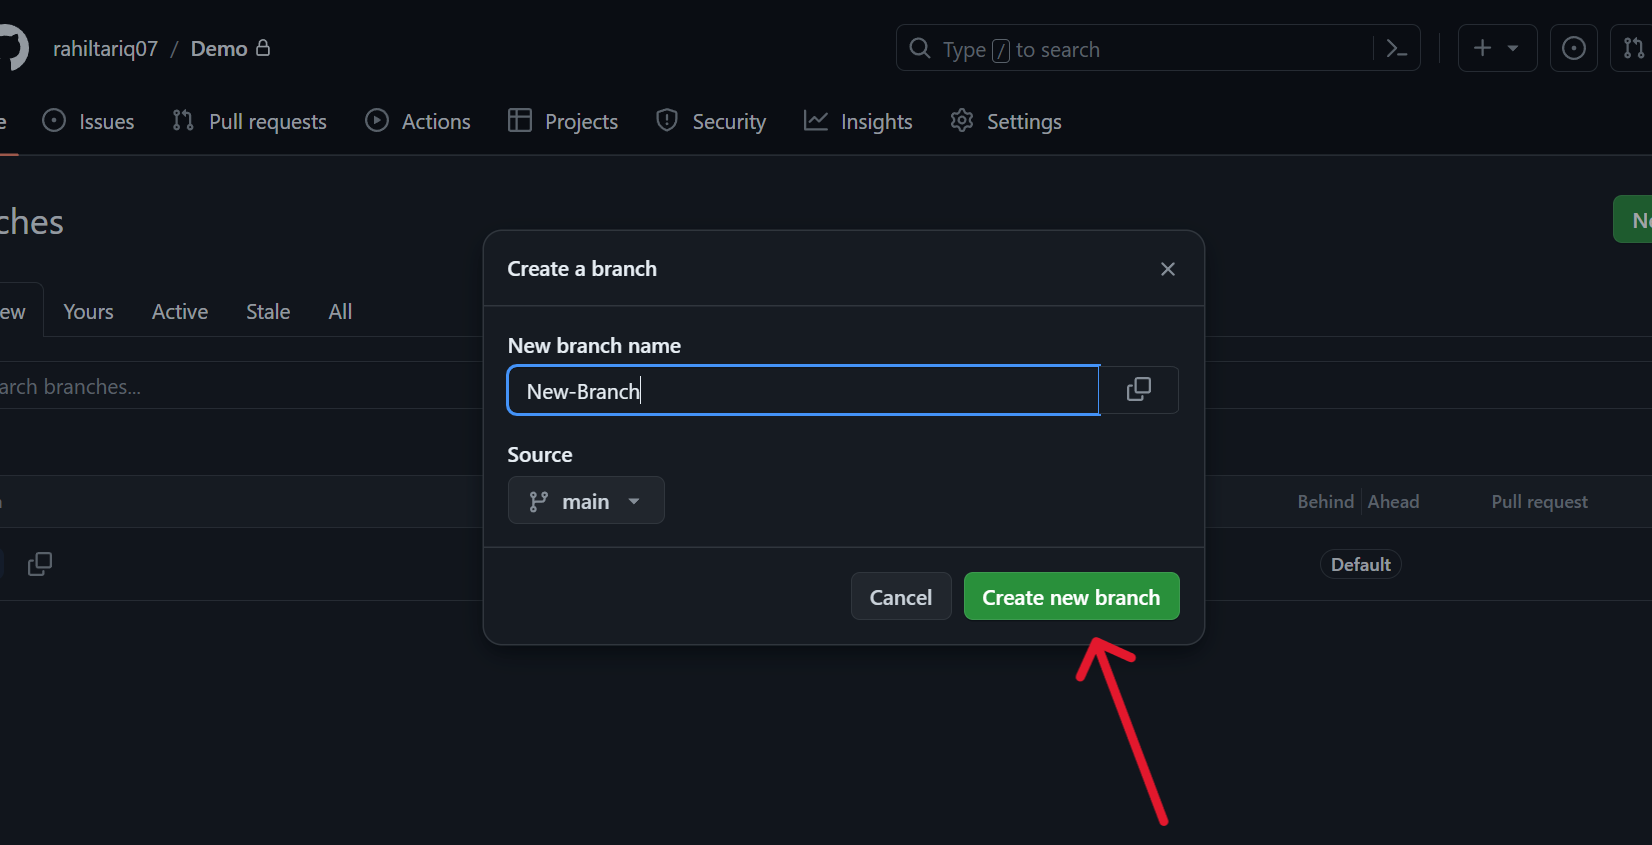 rahiltariq07 / Demo
Type / to search
Issues Pull requests Actions Projects Security Insights Settings
ches
Create a branch
New branch name
ew Yours Active Stale All
New-Branch
arch branches...
Source
main
Behind Ahead Pull request
Default
Cancel Create new branch